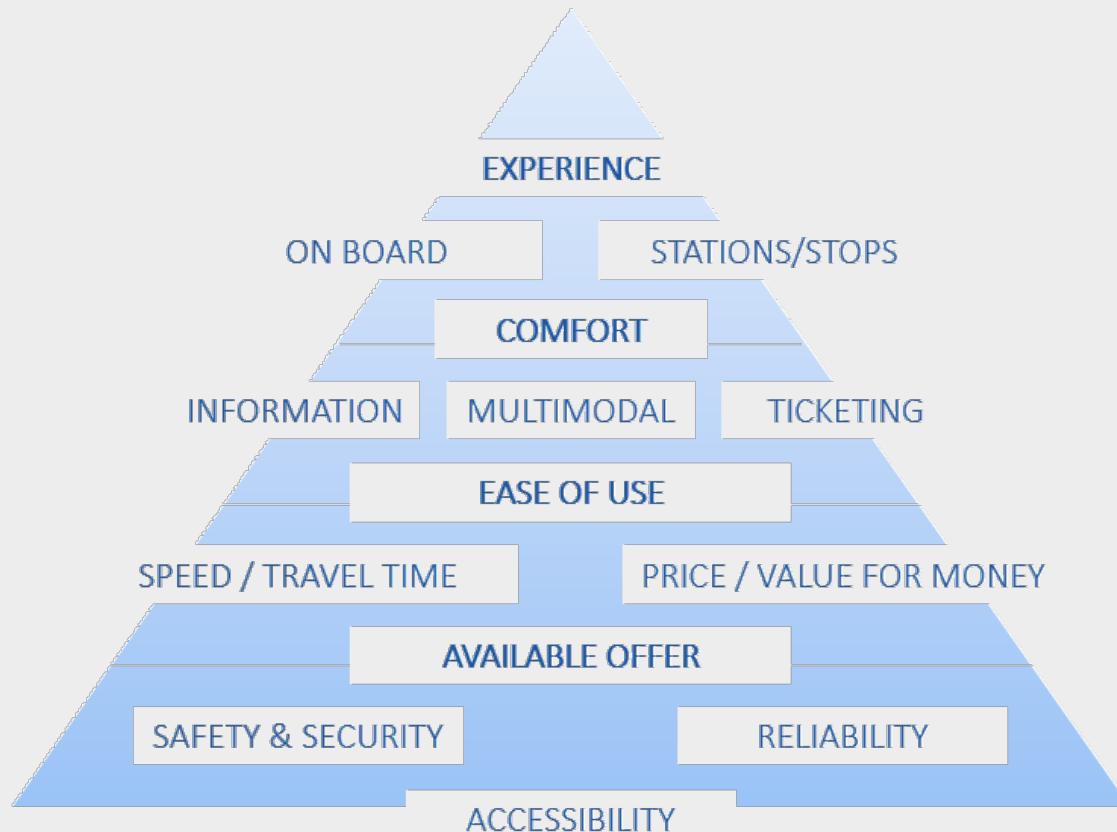 EXPERIENCE
ON BOARD
STATIONS/STOPS
COMFORT
INFORMATION
MULTIMODAL
TICKETING
EASE OF USE
SPEED / TRAVEL TIME
PRICE / VALUE FOR MONEY
AVAILABLE OFFER
SAFETY & SECURITY
RELIABILITY
ACCESSIBILITY